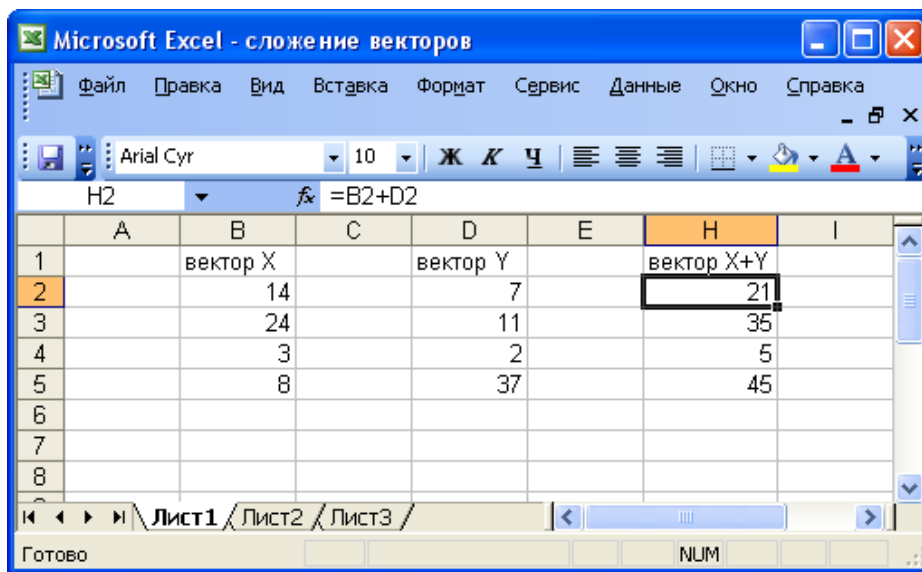 Microsoft Excel - сложение векторов
Файл Правка Вид Вставка Формат Сервис Данные Окно Справка
Arial Cyr 10 Ж К Ч A
H2 fx =B2+D2
A B C D E H I
1 вектор X вектор Y вектор X+Y
2 14 7 21
3 24 11 35
4 3 2 5
5 8 37 45
6
7
8
Лист1 Лист2 Лист3
Готово NUM